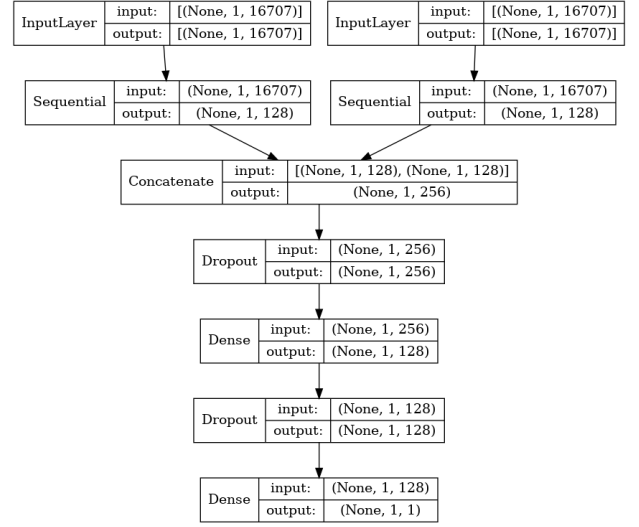 InputLayer input: [(None, 1, 16707)] output: [(None, 1, 16707)]
InputLayer input: [(None, 1, 16707)] output: [(None, 1, 16707)]
Sequential input: (None, 1, 16707) output: (None, 1, 128)
Sequential input: (None, 1, 16707) output: (None, 1, 128)
Concatenate input: [(None, 1, 128), (None, 1, 128)] output: (None, 1, 256)
Dropout input: (None, 1, 256) output: (None, 1, 256)
Dense input: (None, 1, 256) output: (None, 1, 128)
Dropout input: (None, 1, 128) output: (None, 1, 128)
Dense input: (None, 1, 128) output: (None, 1, 1)